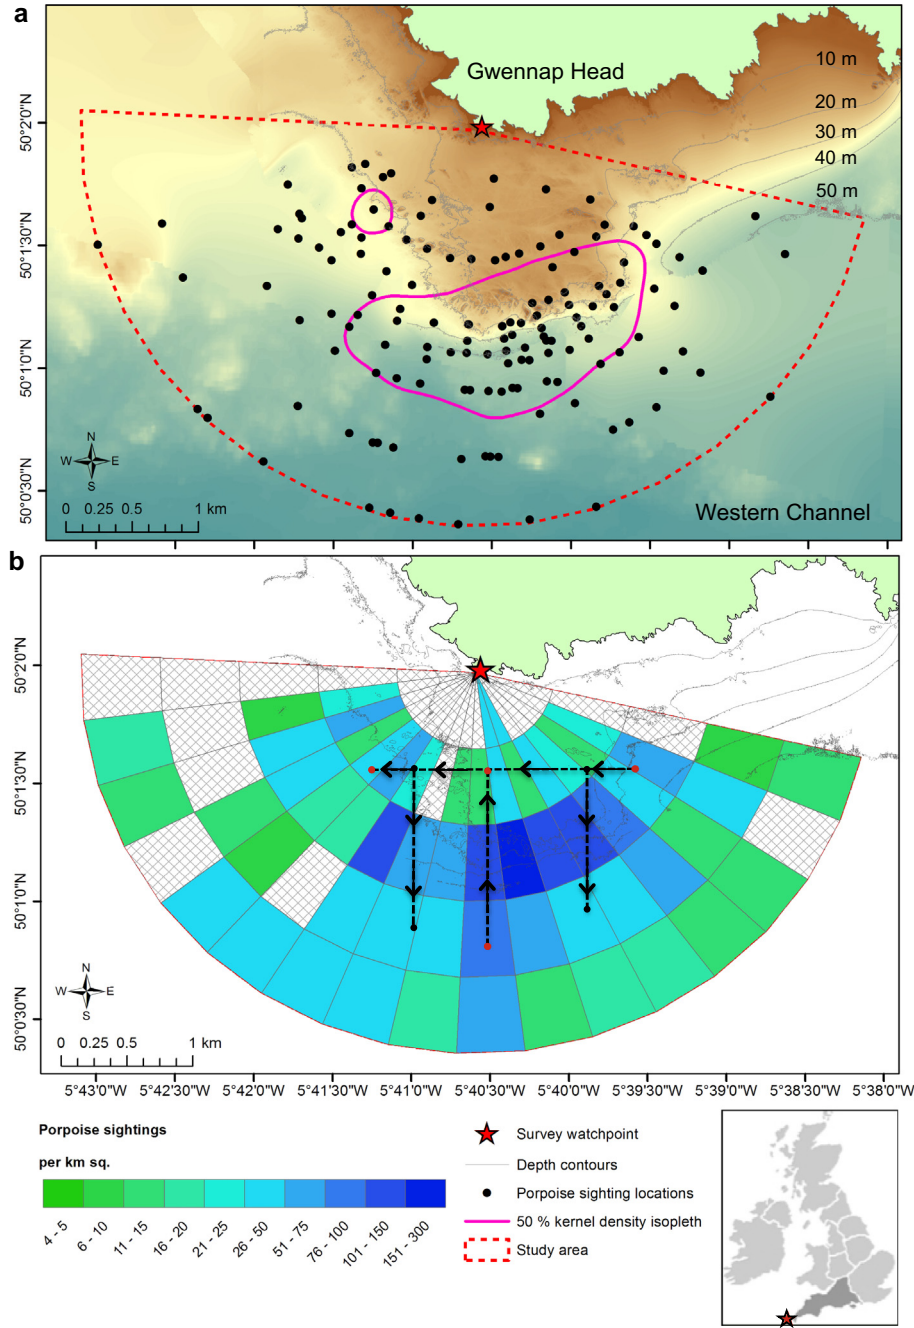 a
Gwennap Head
10 m
20 m
30 m
40 m
50 m
50°2'0"N
50°1'30"N
50°1'0"N
50°0'30"N
N
W E
S
0 0.25 0.5 1 km
Western Channel
b
50°2'0"N
50°1'30"N
50°1'0"N
50°0'30"N
N
W E
S
0 0.25 0.5 1 km
5°43'0"W 5°42'30"W 5°42'0"W 5°41'30"W 5°41'0"W 5°40'30"W 5°40'0"W 5°39'30"W 5°39'0"W 5°38'30"W 5°38'0"W
Porpoise sightings
per km sq.
4 - 5
6 - 10
11 - 15
16 - 20
21 - 25
26 - 50
51 - 75
76 - 100
101 - 150
151 - 300
Survey watchpoint
Depth contours
Porpoise sighting locations
50 % kernel density isopleth
Study area